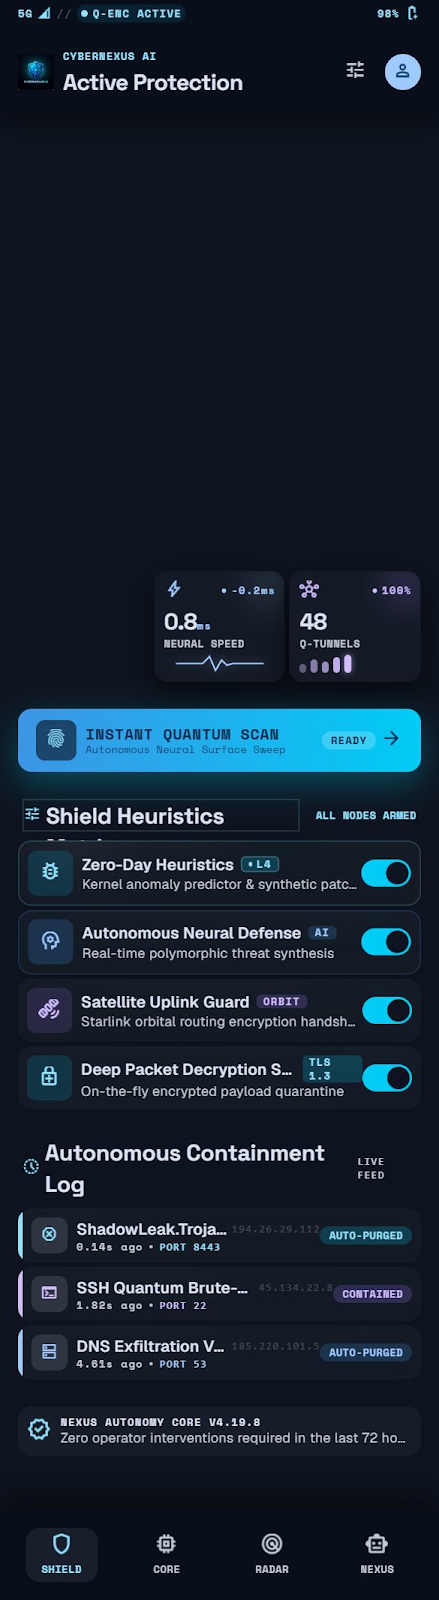 5G // Q-ENC ACTIVE 98%
CYBERNEXUS AI
Active Protection
-0.2ms
100%
0.8ms
48
NEURAL SPEED
Q-TUNNELS
INSTANT QUANTUM SCAN
Autonomous Neural Surface Sweep
READY
Shield Heuristics
ALL NODES ARMED
Zero-Day Heuristics L4
Kernel anomaly predictor & synthetic patc…
Autonomous Neural Defense AI
Real-time polymorphic threat synthesis
Satellite Uplink Guard ORBIT
Starlink orbital routing encryption handsh…
Deep Packet Decryption S…
TLS
1.3
On-the-fly encrypted payload quarantine
Autonomous Containment
Log
LIVE
FEED
ShadowLeak.Troja… 194.26.29.112 AUTO-PURGED
0.14s ago • PORT 8443
SSH Quantum Brute-… 45.134.22.8 CONTAINED
1.82s ago • PORT 22
DNS Exfiltration V… 185.220.101.5 AUTO-PURGED
4.61s ago • PORT 53
NEXUS AUTONOMY CORE V4.19.8
Zero operator interventions required in the last 72 ho…
SHIELD
CORE
RADAR
NEXUS